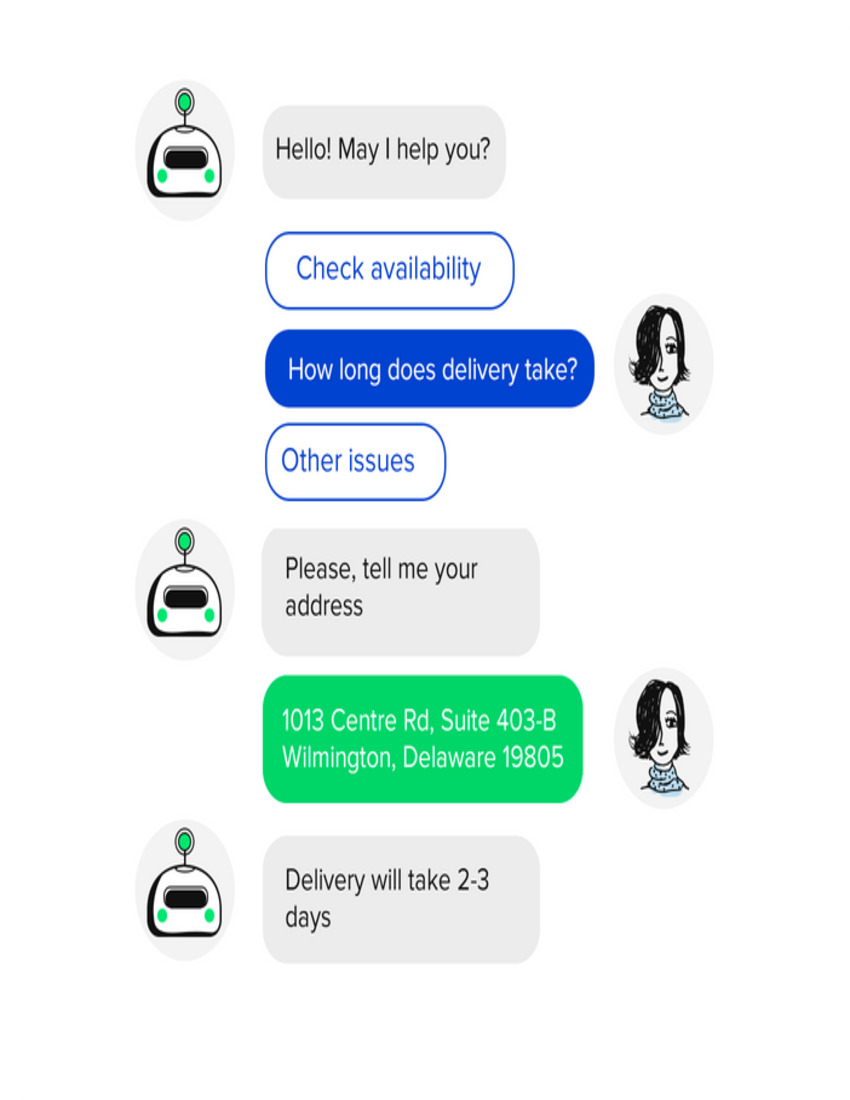 Hello! May I help you?
Check availability
How long does delivery take?
Other issues
Please, tell me your
address
1013 Centre Rd, Suite 403-B
Wilmington, Delaware 19805
Delivery will take 2-3
days